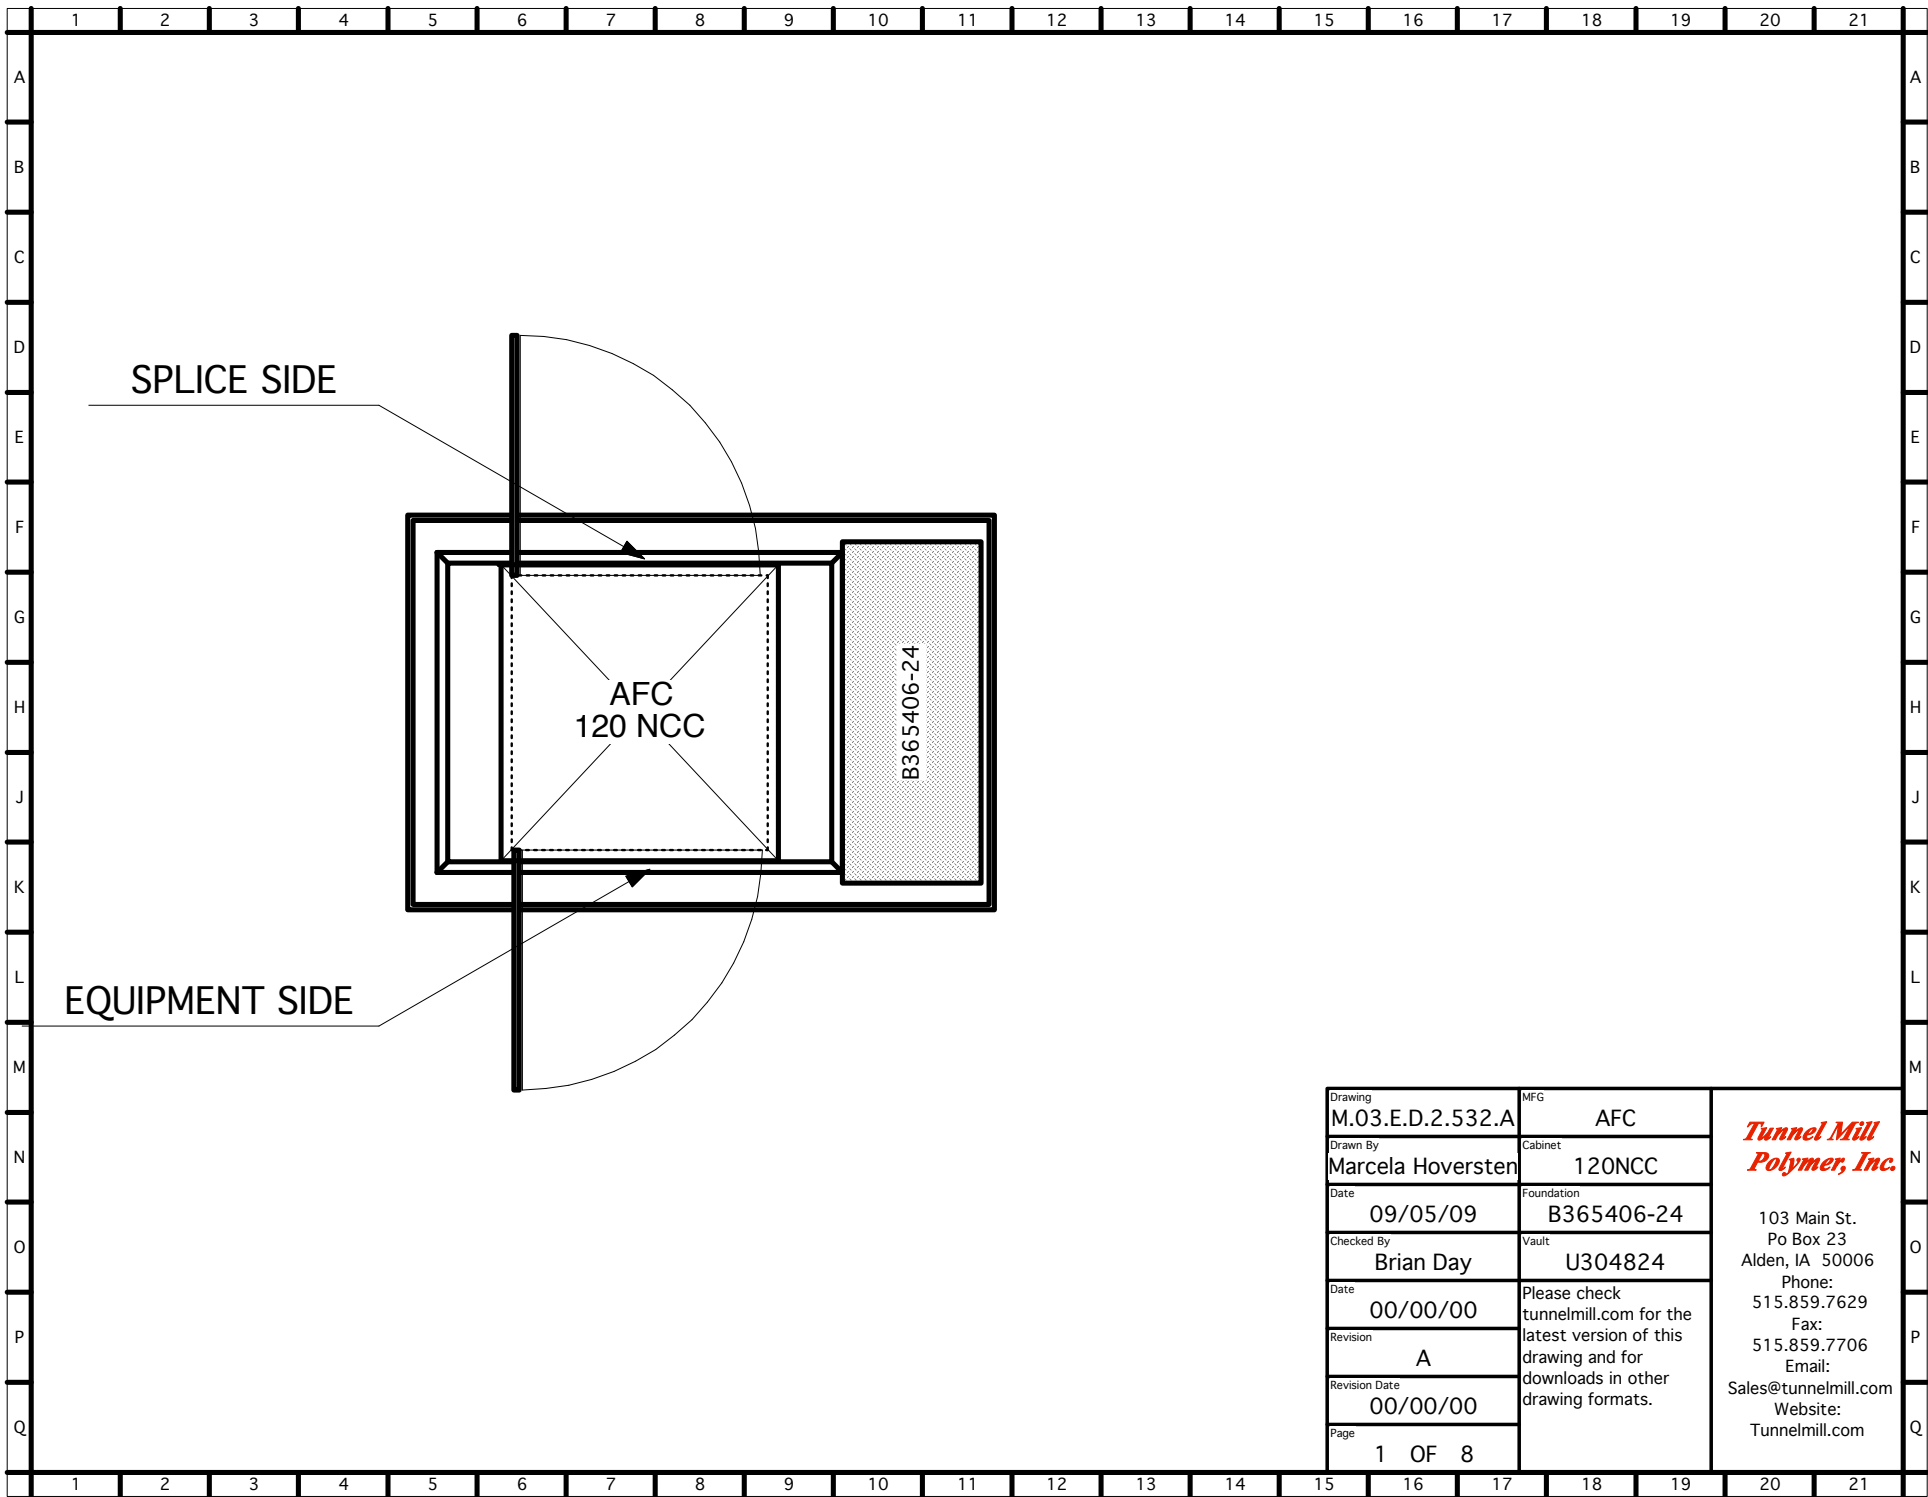 1 2 3 4 5 6 7 8 9 10 11 12 13 14 15 16 17 18 19 20 21
A A
B B
C C
D D
SPLICE SIDE
E E
F F
G G
AFC
120 NCC
B365406-24
H H
J J
K K
L L
EQUIPMENT SIDE
M M
N N
O O
P P
Q Q
Drawing
M.03.E.D.2.532.A
MFG
AFC
Drawn By
Marcela Hoversten
Cabinet
120NCC
Date
09/05/09
Foundation
B365406-24
Checked By
Brian Day
Vault
U304824
Date
00/00/00
Revision
A
Revision Date
00/00/00
Page
1 OF 8
Please check
tunnelmill.com for the
latest version of this
drawing and for
downloads in other
drawing formats.
Tunnel Mill
Polymer, Inc.
103 Main St.
Po Box 23
Alden, IA 50006
Phone:
515.859.7629
Fax:
515.859.7706
Email:
Sales@tunnelmill.com
Website:
Tunnelmill.com
1 2 3 4 5 6 7 8 9 10 11 12 13 14 15 16 17 18 19 20 21